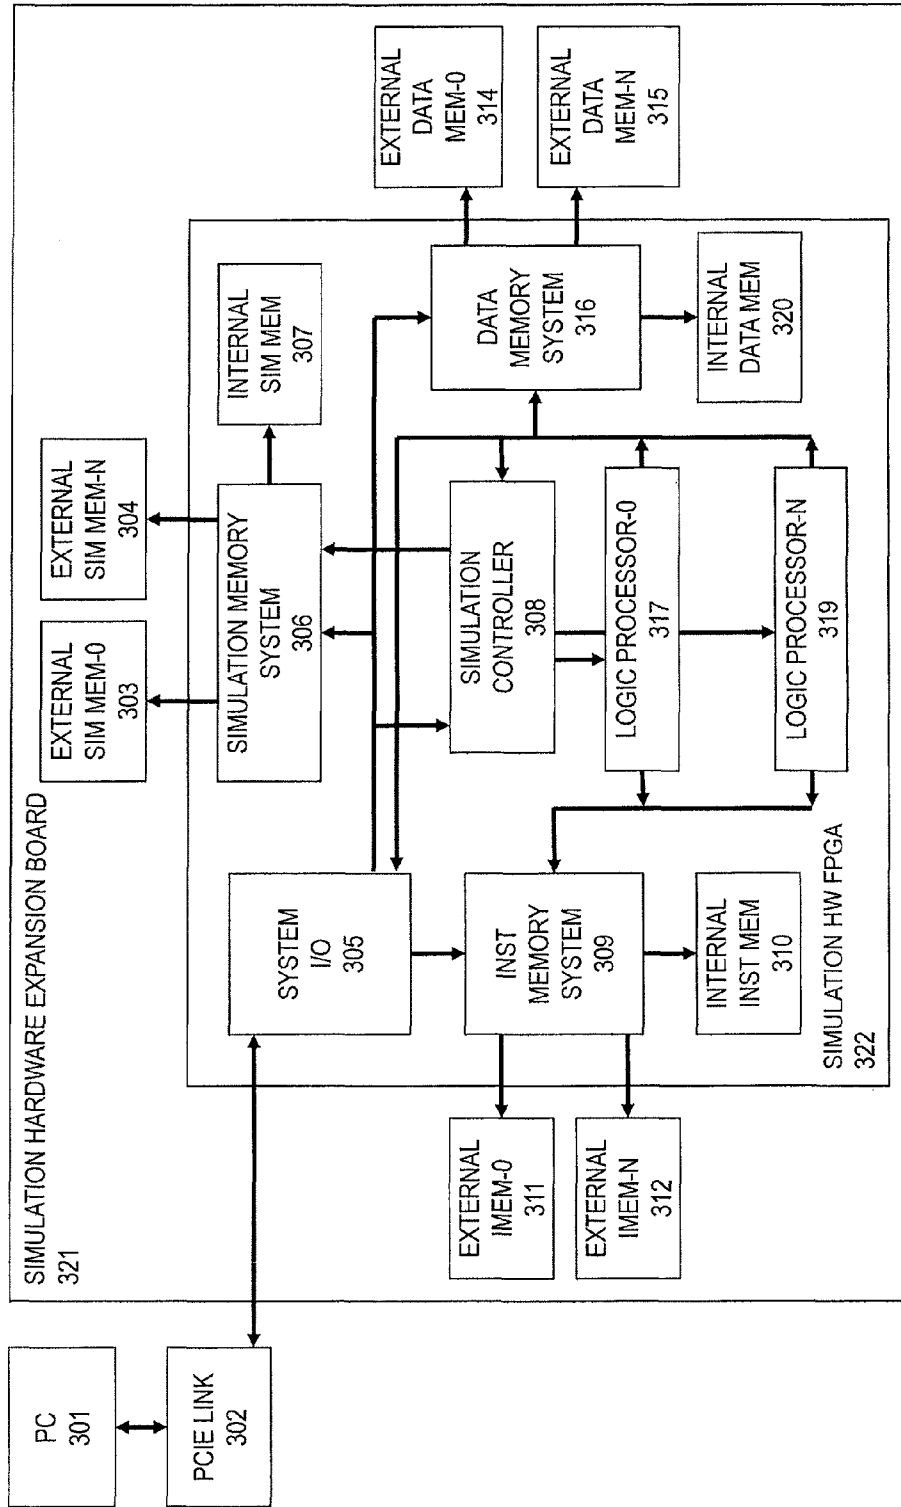 SIMULATION HARDWARE EXPANSION BOARD
321
PC
301
PCIE LINK
302
EXTERNAL
SIM MEM-0
303
EXTERNAL
SIM MEM-N
304
SYSTEM
I/O
305
SIMULATION MEMORY
SYSTEM
306
INTERNAL
SIM MEM
307
EXTERNAL
DATA
MEM-0
314
EXTERNAL
IMEM-0
311
INST
MEMORY
SYSTEM
309
SIMULATION
CONTROLLER
308
DATA
MEMORY
SYSTEM
316
EXTERNAL
DATA
MEM-N
315
EXTERNAL
IMEM-N
312
LOGIC PROCESSOR-0
317
INTERNAL
INST MEM
310
LOGIC PROCESSOR-N
319
INTERNAL
DATA MEM
320
SIMULATION HW FPGA
322